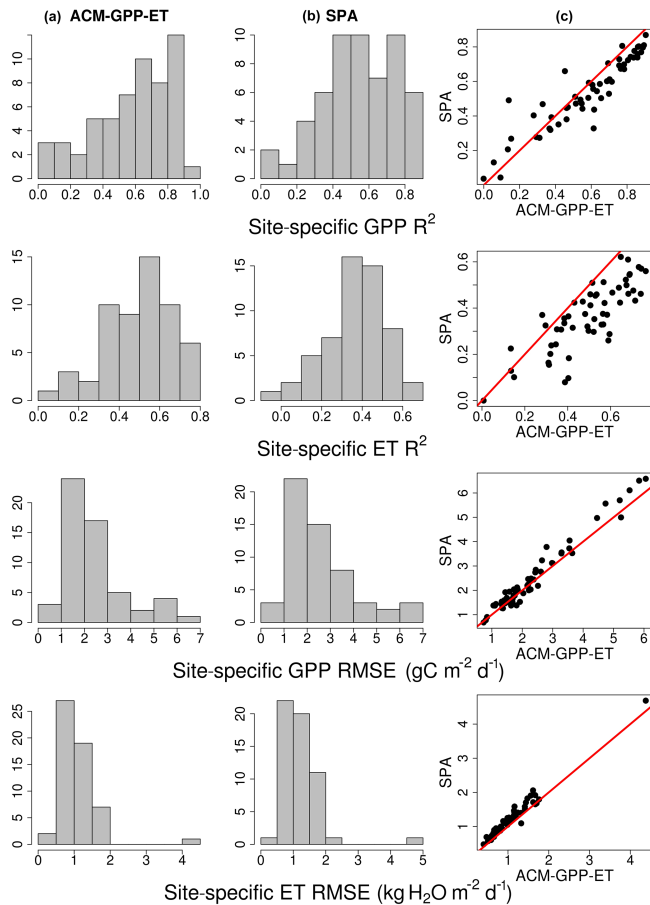 (a) ACM-GPP-ET
(b) SPA
(c)
0 2 4 6 8 10 12
0.0 0.2 0.4 0.6 0.8 1.0
0 2 4 6 8 10
0.0 0.2 0.4 0.6 0.8
SPA
0.2 0.4 0.6 0.8
0.0 0.2 0.4 0.6 0.8
ACM-GPP-ET
Site-specific GPP R²
0 5 10 15
0.0 0.2 0.4 0.6 0.8
0 5 10 15
0.0 0.2 0.4 0.6
SPA
0.0 0.2 0.4 0.6
0.0 0.2 0.4 0.6
ACM-GPP-ET
Site-specific ET R²
0 5 10 15 20
0 1 2 3 4 5 6 7
0 5 10 15 20
0 1 2 3 4 5 6 7
SPA
1 2 3 4 5 6
1 2 3 4 5 6
ACM-GPP-ET
Site-specific GPP RMSE (gC m⁻² d⁻¹)
0 5 10 15 20 25
0 1 2 3 4
0 5 10 15 20
0 1 2 3 4 5
SPA
1 2 3 4
1 2 3 4
ACM-GPP-ET
Site-specific ET RMSE (kg H₂O m⁻² d⁻¹)